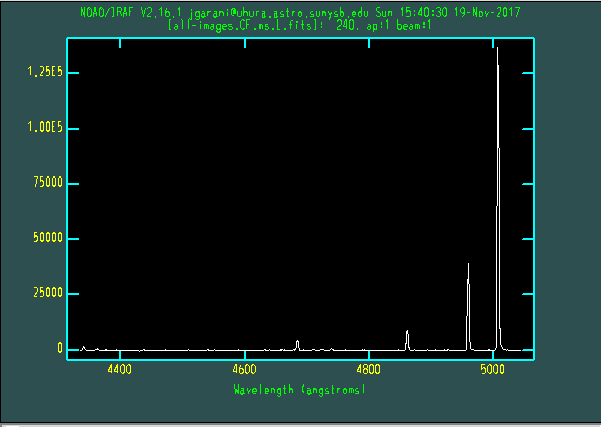 NOAO/IRAF V2.16.1 jgarani@uhura.astro.sunysb.edu Sun 15:40:30 19-Nov-2017
[all-images.CF.ms.L.fits]: 240. ap:1 beam:1
1.25E5
1.00E5
75000
50000
25000
0
4400 4600 4800 5000
Wavelength (angstroms)